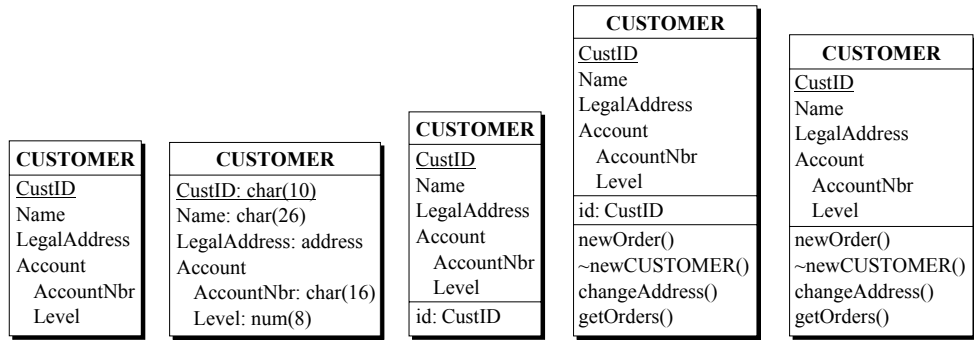 CUSTOMER
CustID
Name
LegalAddress
Account
AccountNbr
Level
CUSTOMER
CustID: char(10)
Name: char(26)
LegalAddress: address
Account
AccountNbr: char(16)
Level: num(8)
CUSTOMER
CustID
Name
LegalAddress
Account
AccountNbr
Level
id: CustID
CUSTOMER
CustID
Name
LegalAddress
Account
AccountNbr
Level
id: CustID
newOrder()
~newCUSTOMER()
changeAddress()
getOrders()
CUSTOMER
CustID
Name
LegalAddress
Account
AccountNbr
Level
newOrder()
~newCUSTOMER()
changeAddress()
getOrders()